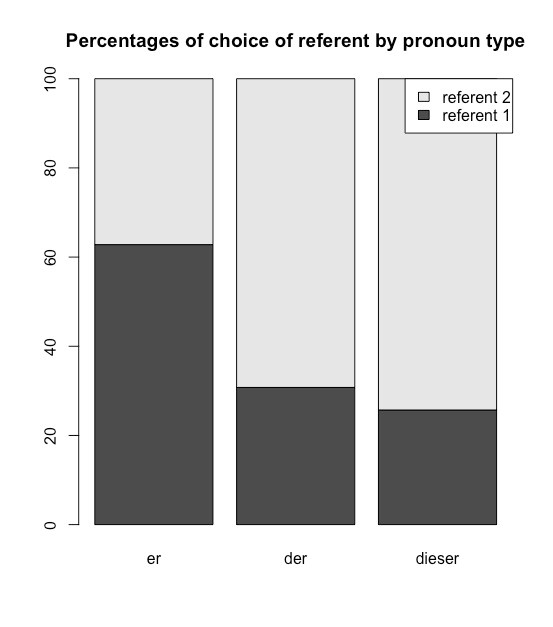 Percentages of choice of referent by pronoun type
100
80
60
40
20
0
referent 2
referent 1
er
der
dieser